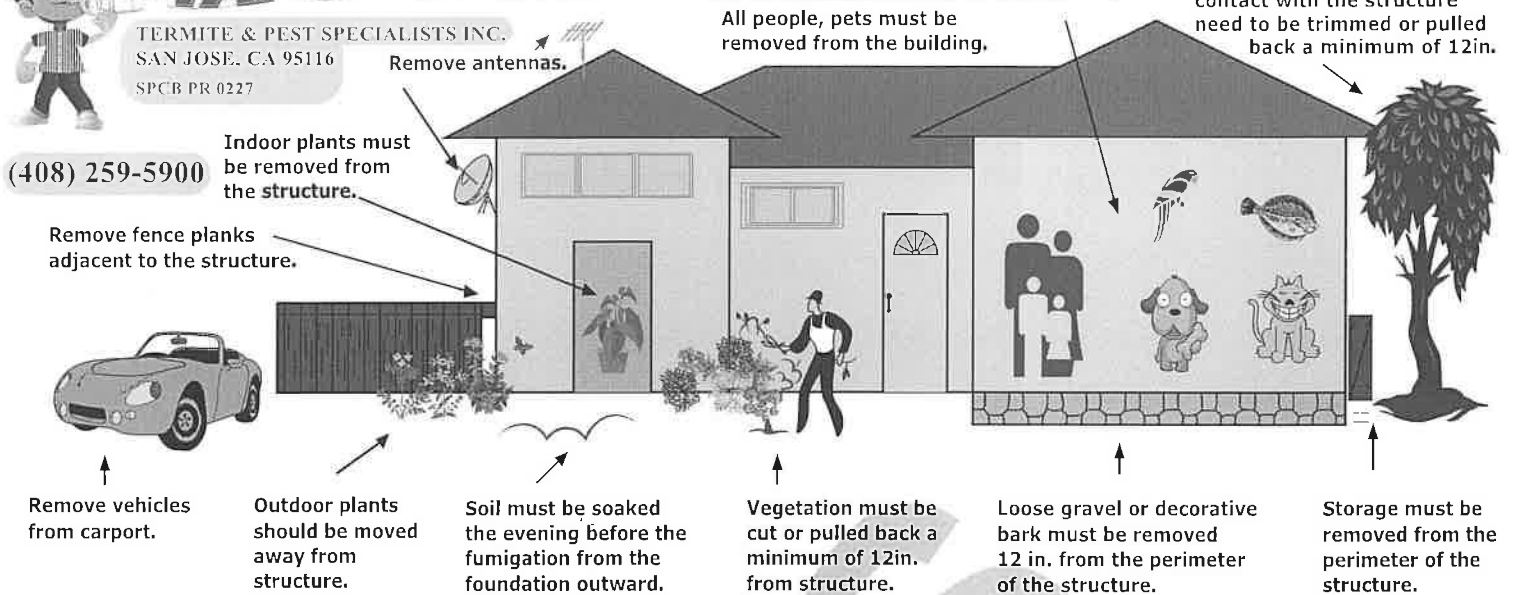 TERMITE & PEST SPECIALISTS INC.
SAN JOSE, CA 95116
SPCB PR 0227
(408) 259-5900
Remove antennas.
All people, pets must be
removed from the building.
contact with the structure
need to be trimmed or pulled
back a minimum of 12in.
Indoor plants must
be removed from
the structure.
Remove fence planks
adjacent to the structure.
Remove vehicles
from carport.
Outdoor plants
should be moved
away from
structure.
Soil must be soaked
the evening before the
fumigation from the
foundation outward.
Vegetation must be
cut or pulled back a
minimum of 12in.
from structure.
Loose gravel or decorative
bark must be removed
12 in. from the perimeter
of the structure.
Storage must be
removed from the
perimeter of the
structure.